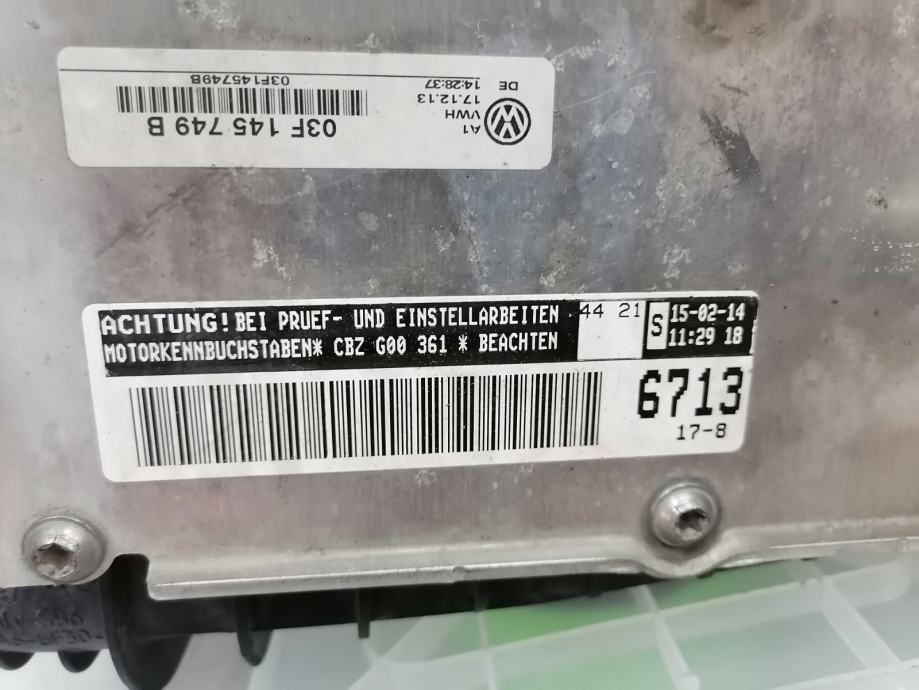 03F 145 749 B
03F145749B
A1
VWH
17.12.13
14:28:37
DE
ACHTUNG! BEI PRUEF- UND EINSTELLARBEITEN
MOTORKENNBUCHSTABEN* CBZ G00 361 * BEACHTEN
44 21
S
15-02-14
11:29 18
6713
17-8